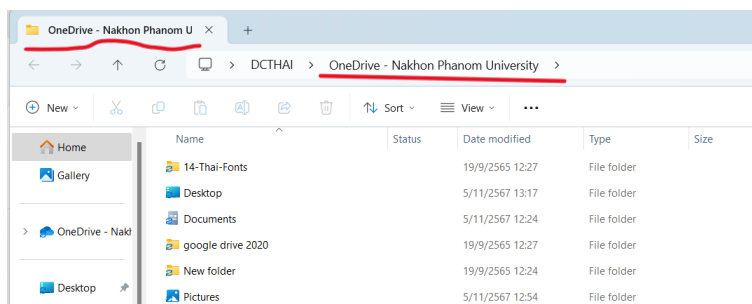 OneDrive - Nakhon Phanom U
DCTHAI > OneDrive - Nakhon Phanom University >
New Sort View
Name Status Date modified Type Size
Home
Gallery
OneDrive - Nakh
Desktop
14-Thai-Fonts 19/9/2565 12:27 File folder
Desktop 5/11/2567 13:17 File folder
Documents 5/11/2567 12:24 File folder
google drive 2020 19/9/2565 12:27 File folder
New folder 19/9/2565 12:24 File folder
Pictures 5/11/2567 12:54 File folder